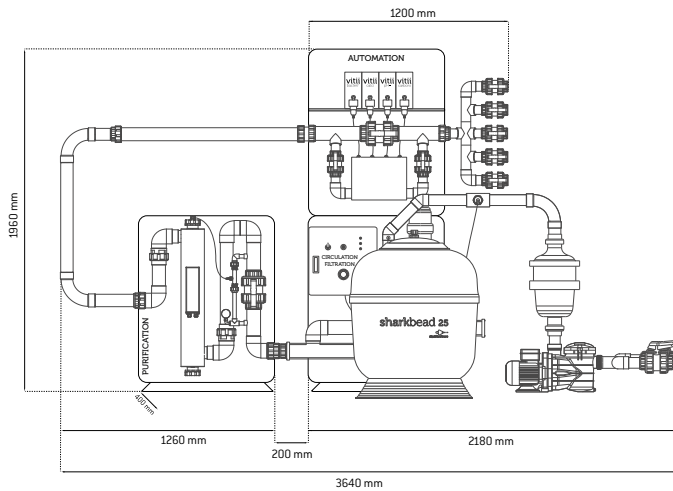 1200 mm
AUTOMATION
vitii vitii vitii vitii
1960 mm
CIRCULATION
FILTRATION
sharkbead 25
PURIFICATION
400 mm
1260 mm
200 mm
2180 mm
3640 mm